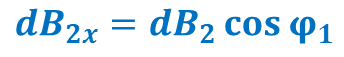 dB₂ₓ = dB₂ cos φ₁